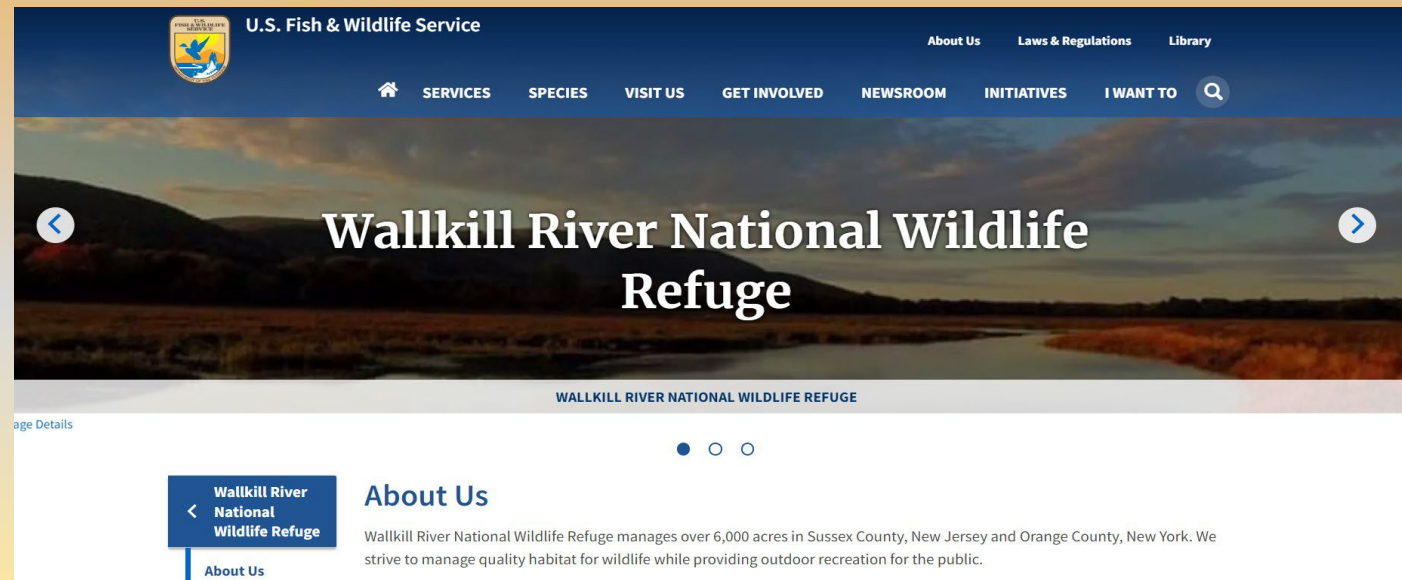 U.S. Fish & Wildlife Service
U.S.
FISH & WILDLIFE
SERVICE
About Us Laws & Regulations Library
SERVICES SPECIES VISIT US GET INVOLVED NEWSROOM INITIATIVES I WANT TO
Wallkill River National Wildlife
Refuge
WALLKILL RIVER NATIONAL WILDLIFE REFUGE
age Details
Wallkill River
National
Wildlife Refuge
About Us
About Us
Wallkill River National Wildlife Refuge manages over 6,000 acres in Sussex County, New Jersey and Orange County, New York. We
strive to manage quality habitat for wildlife while providing outdoor recreation for the public.